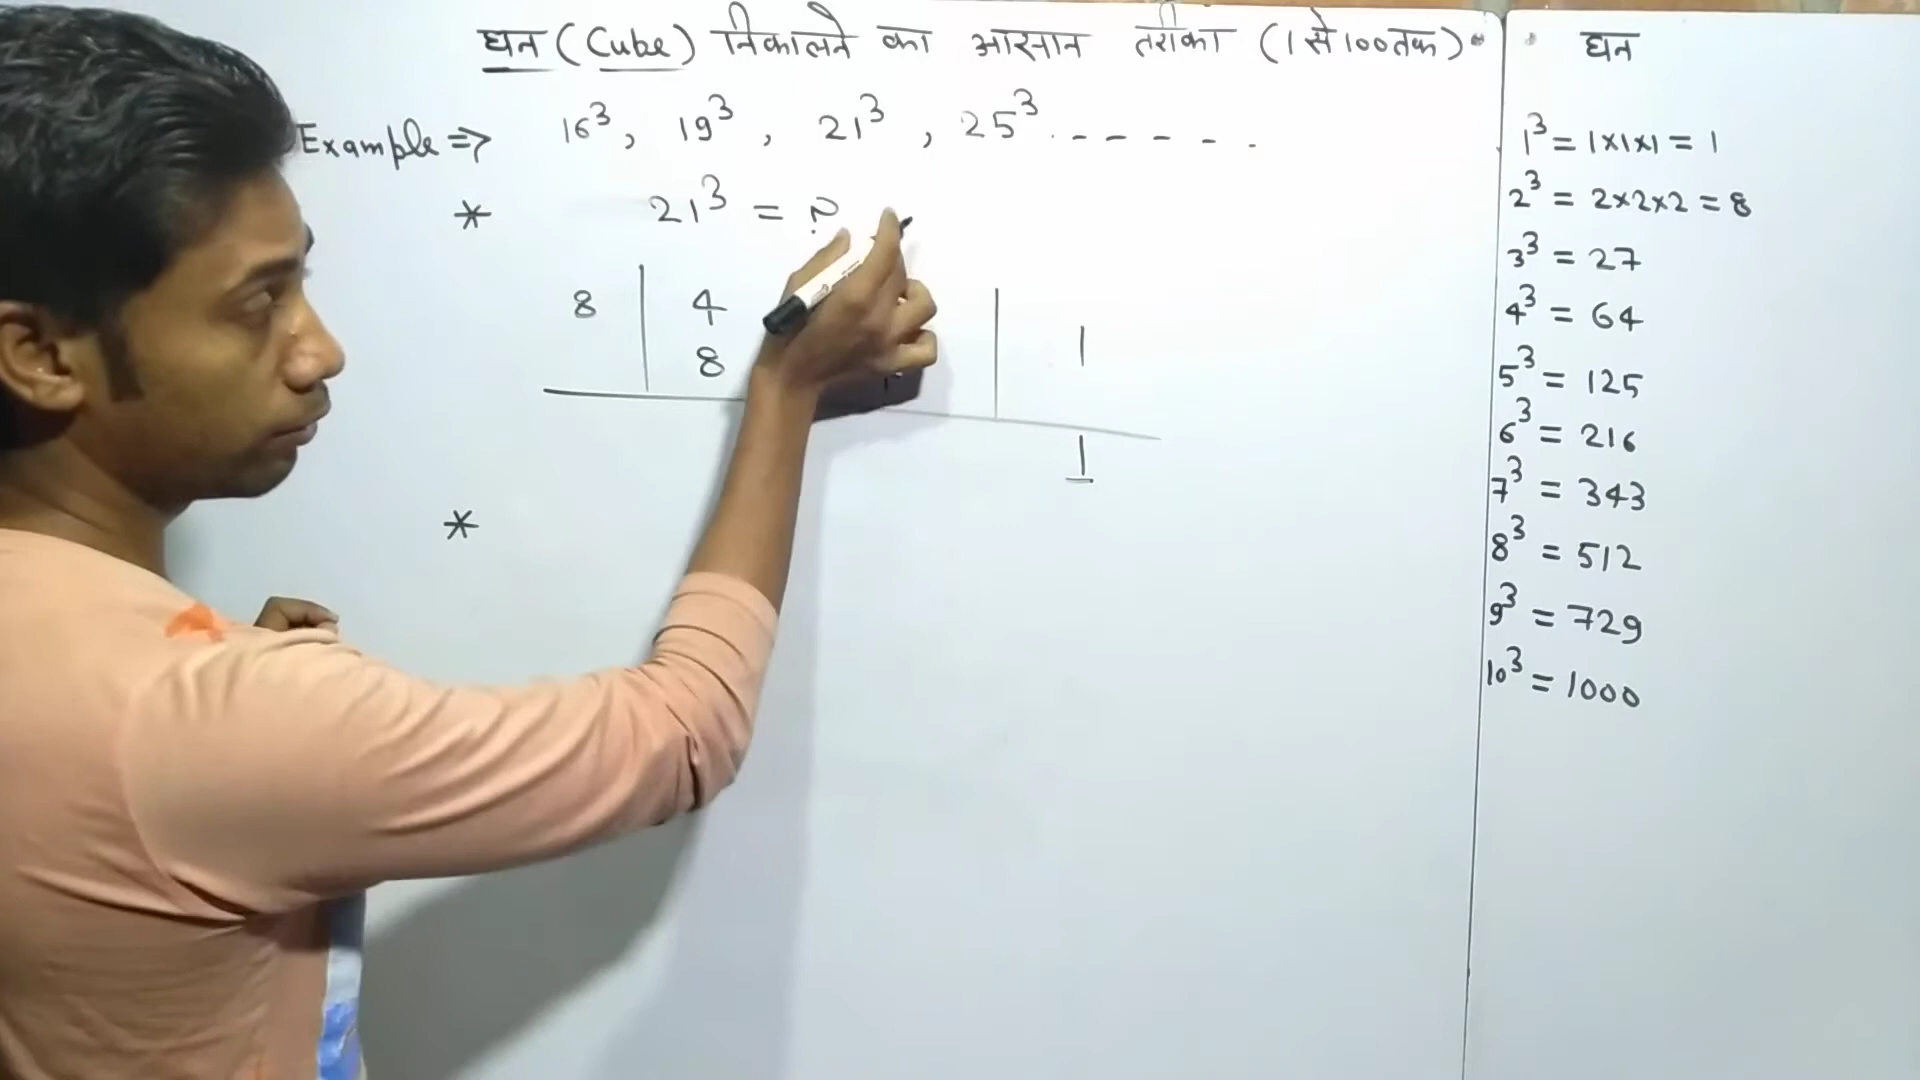 घन (Cube) निकालने का आसान तरीका (1 से 100 तक)
Example ⇒ 16³, 19³, 21³, 25³ - - - - -
* 21³ = ?
8 | 4 | 1
8
1
*
घन
1³ = 1×1×1 = 1
2³ = 2×2×2 = 8
3³ = 27
4³ = 64
5³ = 125
6³ = 216
7³ = 343
8³ = 512
9³ = 729
10³ = 1000